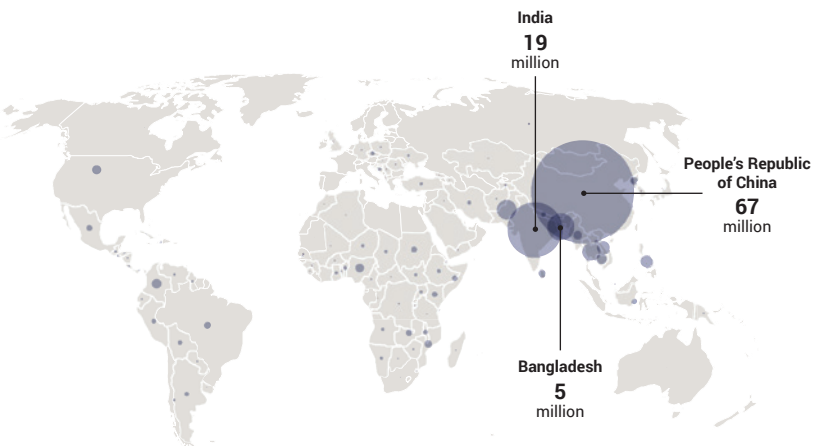 India
19
million
People's Republic
of China
67
million
Bangladesh
5
million